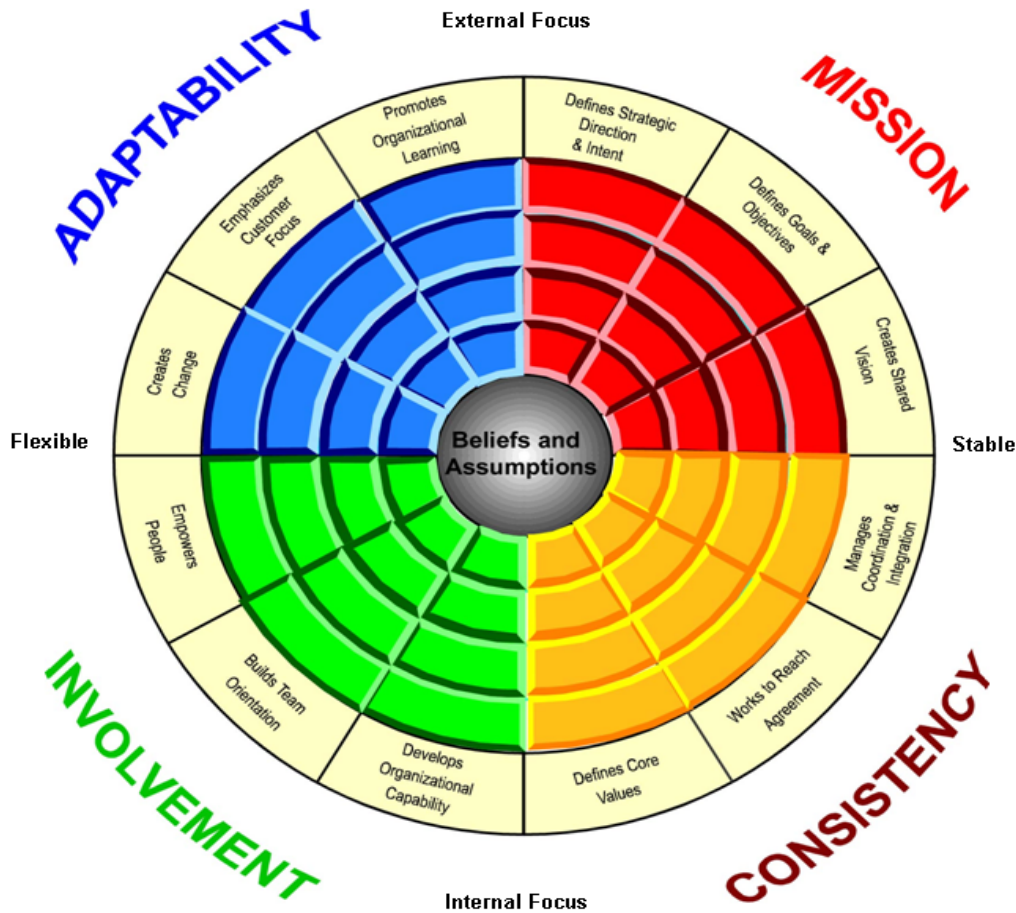 External Focus
ADAPTABILITY
MISSION
Promotes
Organizational
Learning
Defines Strategic
Direction
& Intent
Emphasizes
Customer
Focus
Defines Goals &
Objectives
Creates
Change
Creates Shared
Vision
Flexible
Beliefs and
Assumptions
Stable
Empowers
People
Manages
Coordination &
Integration
Builds Team
Orientation
Works to Reach
Agreement
Develops
Organizational
Capability
Defines Core
Values
INVOLVEMENT
CONSISTENCY
Internal Focus